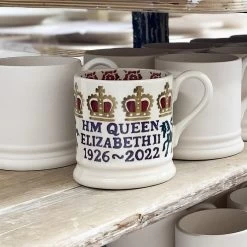 HM QUEEN
ELIZABETH II
1926~2022